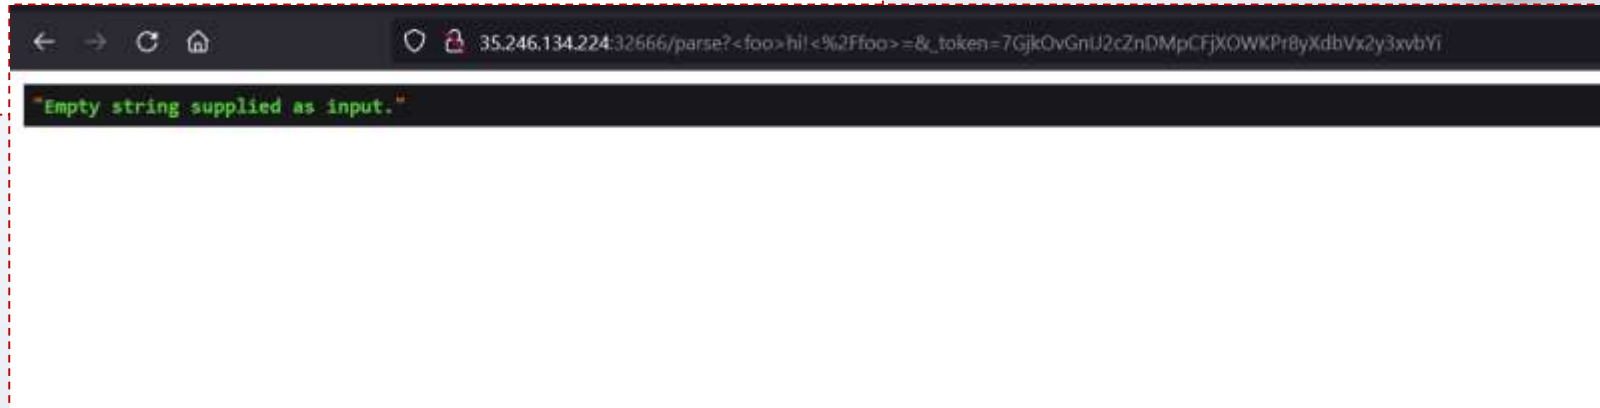 35.246.134.224:32666/parse?<foo>hi!<%2Ffoo>=&_token=7GjkOvGnU2cZnDMpCFjXOWKPr8yXdbVx2y3xvbYi
"Empty string supplied as input."